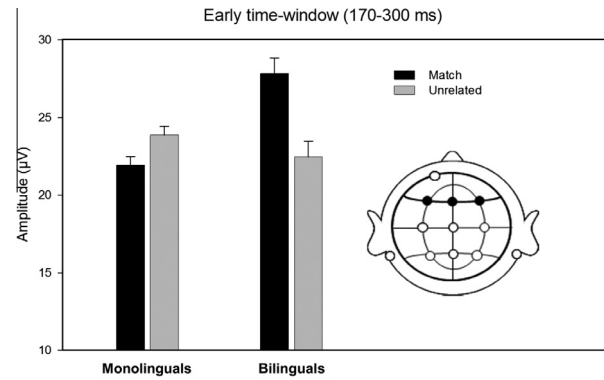 Early time-window (170-300 ms)
30
25
20
15
10
Amplitude (μV)
Match
Unrelated
Monolinguals
Bilinguals